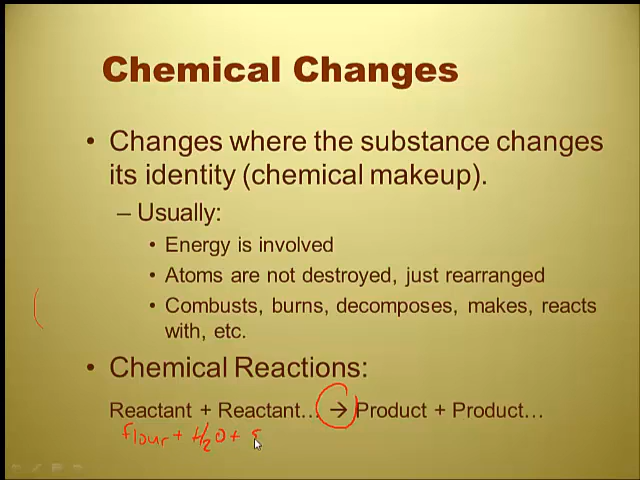 Chemical Changes
• Changes where the substance changes
its identity (chemical makeup).
– Usually:
• Energy is involved
• Atoms are not destroyed, just rearranged
• Combusts, burns, decomposes, makes, reacts
with, etc.
• Chemical Reactions:
Reactant + Reactant… → Product + Product…
flour + H2O +